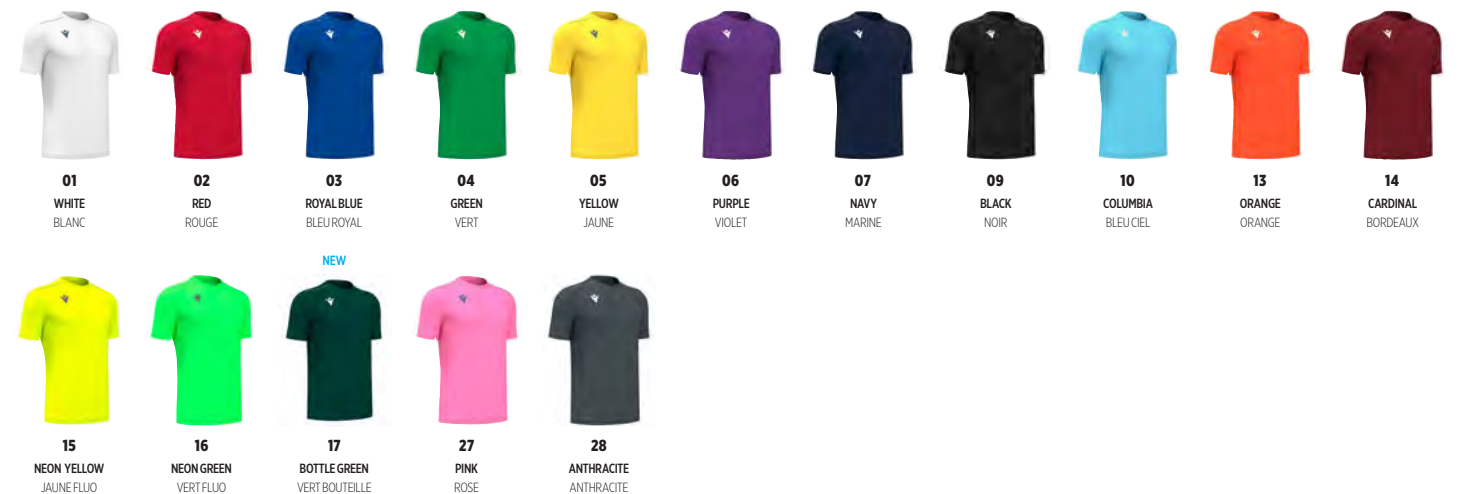 01
WHITE
BLANC
02
RED
ROUGE
03
ROYAL BLUE
BLEU ROYAL
04
GREEN
VERT
05
YELLOW
JAUNE
06
PURPLE
VIOLET
07
NAVY
MARINE
09
BLACK
NOIR
10
COLUMBIA
BLEU CIEL
13
ORANGE
ORANGE
14
CARDINAL
BORDEAUX
15
NEON YELLOW
JAUNE FLUO
16
NEON GREEN
VERT FLUO
NEW
17
BOTTLE GREEN
VERT BOUTEILLE
27
PINK
ROSE
28
ANTHRACITE
ANTHRACITE